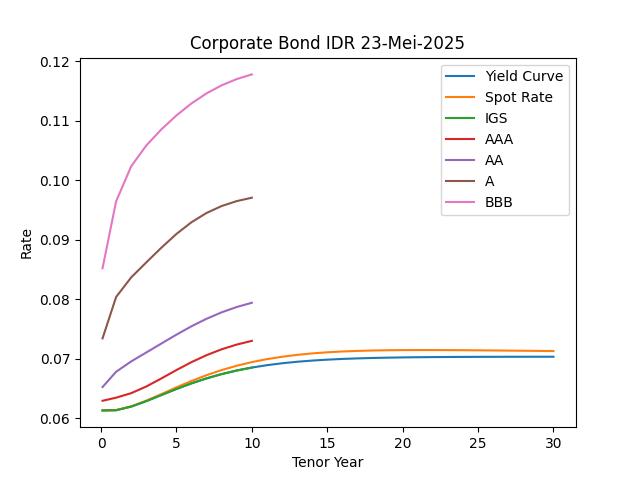 Corporate Bond IDR 23-Mei-2025
0.12
0.11
0.10
0.09
0.08
0.07
0.06
Rate
0
5
10
15
20
25
30
Tenor Year
Yield Curve
Spot Rate
IGS
AAA
AA
A
BBB